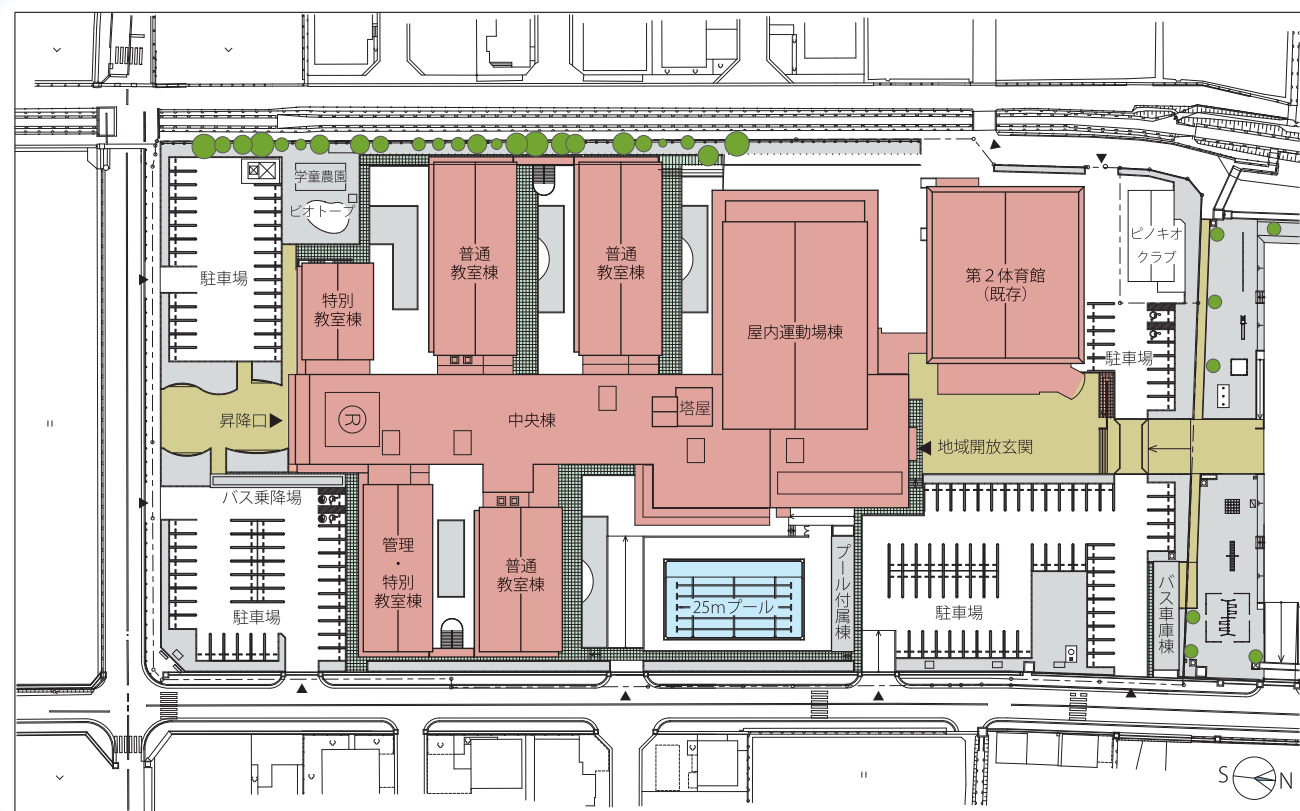 学童農園
ビオトープ
駐車場
特別
教室棟
普通
教室棟
普通
教室棟
屋内運動場棟
第２体育館
（既存）
ピノキオ
クラブ
駐車場
昇降口
R
中央棟
塔屋
地域開放玄関
バス乗降場
駐車場
管理
・
特別
教室棟
普通
教室棟
25mプール
プール付属棟
駐車場
バス車庫棟
S N